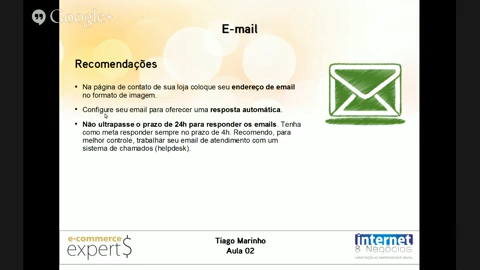 Google+
E-mail
Recomendações
• Na página de contato de sua loja coloque seu endereço de email
no formato de imagem.
• Configure seu email para oferecer uma resposta automática.
• Não ultrapasse o prazo de 24h para responder os emails. Tenha
como meta responder sempre no prazo de 4h. Recomendo, para
melhor controle, trabalhar seu email de atendimento com um
sistema de chamados (helpdesk).
e-commerce
expert$
Tiago Marinho
Aula 02
internet
& Negócios